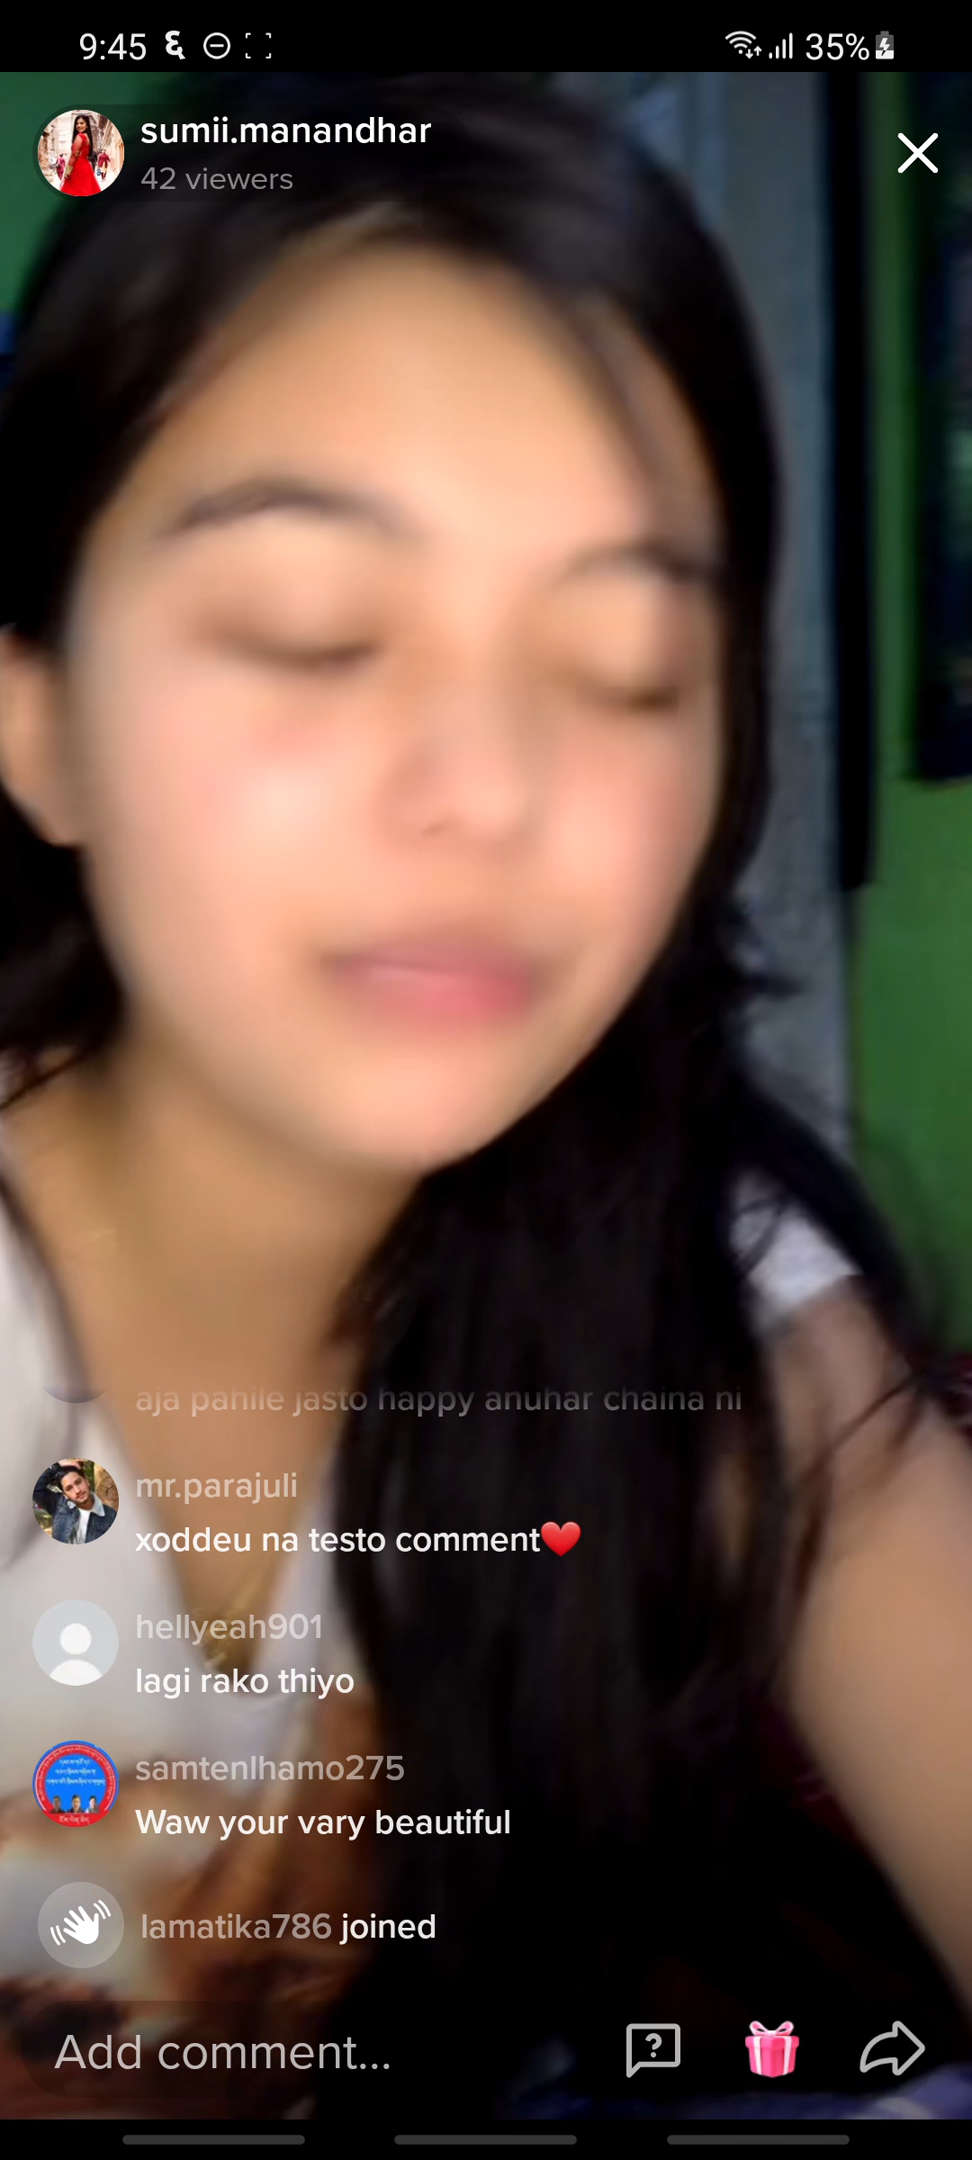 9:45
35%
sumii.manandhar
42 viewers
aja pahile jasto happy anuhar chaina ni
mr.parajuli
xoddeu na testo comment❤️
hellyeah901
lagi rako thiyo
samtenlhamo275
Waw your vary beautiful
lamatika786 joined
Add comment...